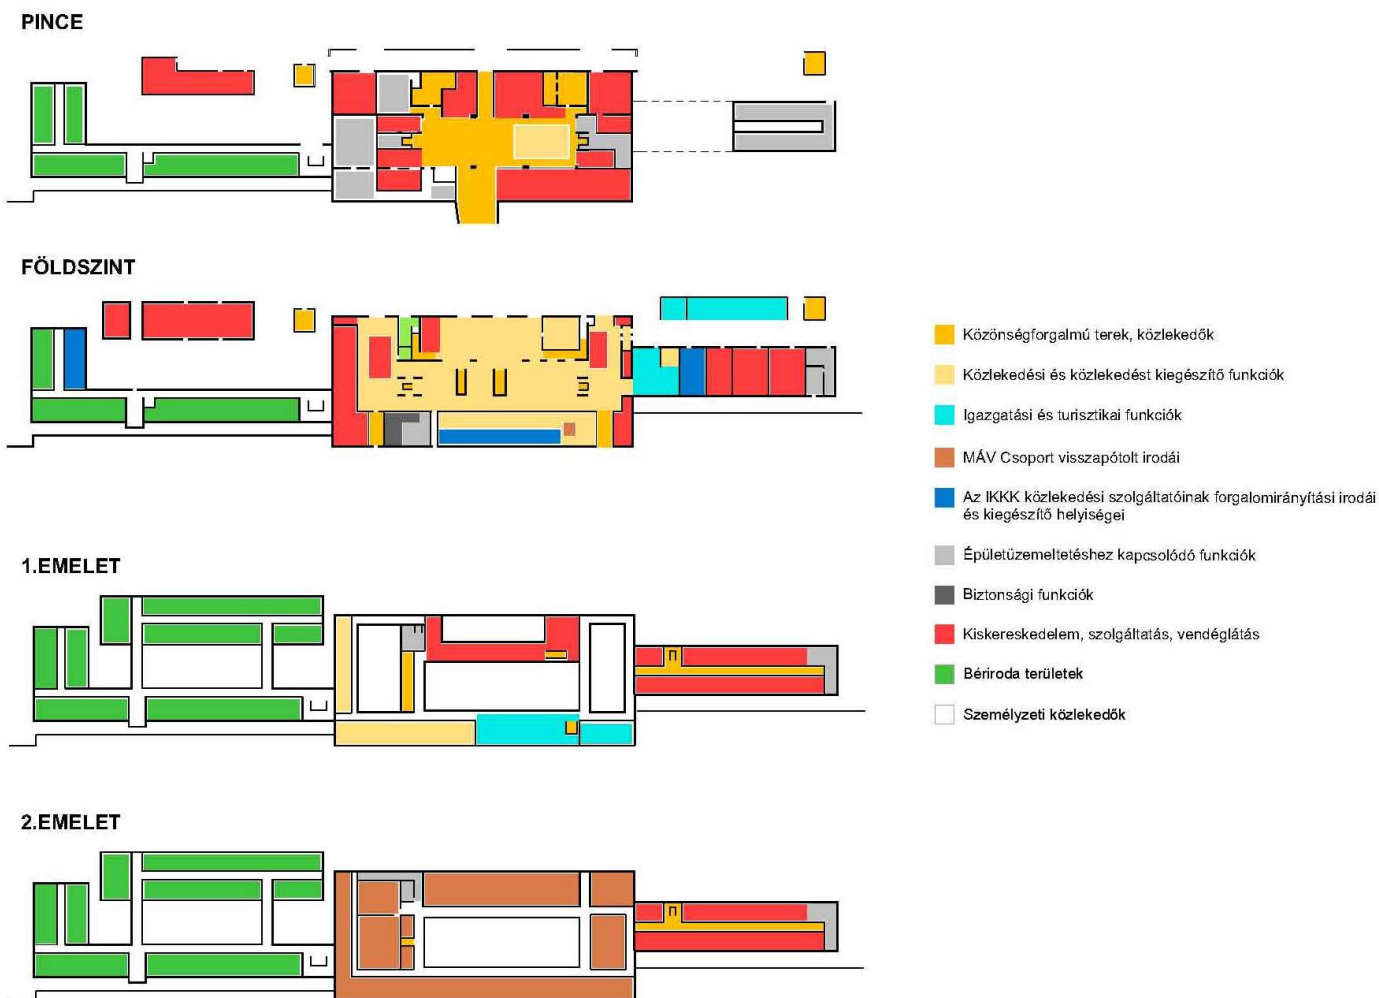 PINCE
FÖLDSZINT
Közönségforgalmú terek, közlekedők
Közlekedési és közlekedést kiegészítő funkciók
Igazgatási és turisztikai funkciók
MÁV Csoport visszapótolt irodái
Az IKKK közlekedési szolgáltatóinak forgalomirányítási irodái
és kiegészítő helyiségei
Épületüzemeltetéshez kapcsolódó funkciók
Biztonsági funkciók
Kiskereskedelem, szolgáltatás, vendéglátás
Bériroda területek
Személyzeti közlekedők
1.EMELET
2.EMELET